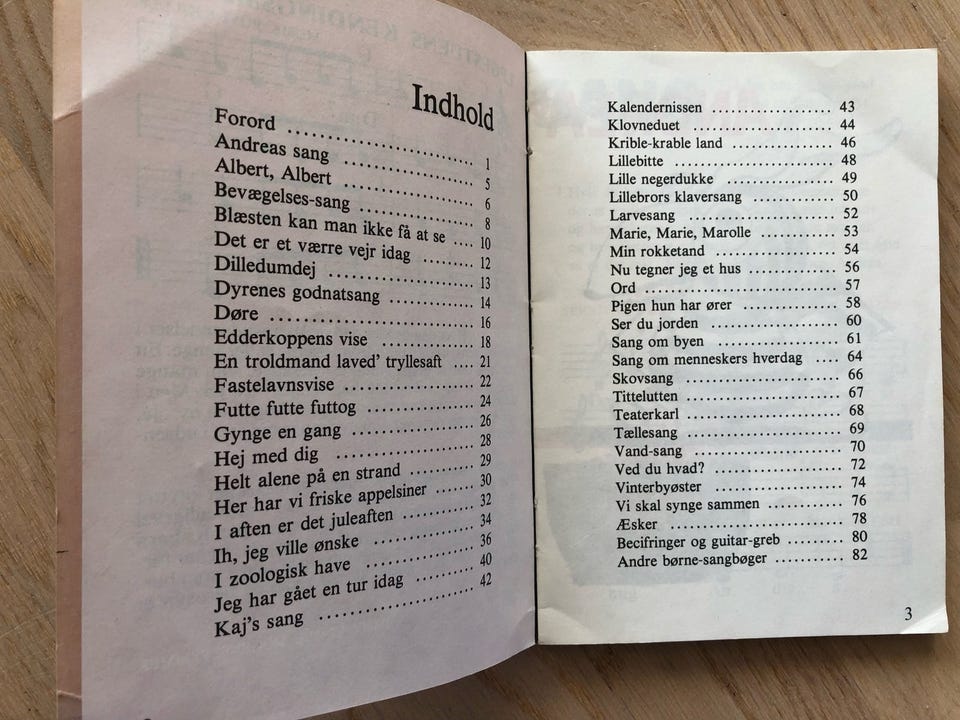 Indhold
Forord ........................ 1
Andreas sang .................. 5
Albert, Albert .................. 6
Bevægelses-sang ................ 8
Blæsten kan man ikke få at se .... 10
Det er et værre vejr idag ........ 12
Dilledumdej .................... 13
Dyrenes godnatsang ............ 14
Døre .......................... 16
Edderkoppens vise .............. 18
En troldmand laved' tryllesaft .... 21
Fastelavnsvise .................. 22
Futte futte futtog .............. 24
Gynge en gang .................. 26
Hej med dig .................... 28
Helt alene på en strand .......... 29
Her har vi friske appelsiner ...... 30
I aften er det juleaften .......... 32
Ih, jeg ville ønske .............. 34
I zoologisk have ................ 36
Jeg har gået en tur idag .......... 40
Kaj's sang ...................... 42
Kalendernissen .................. 43
Klovneduet .................... 44
Krible-krable land .............. 46
Lillebitte ...................... 48
Lille negerdukke ................ 49
Lillebrors klaversang ............ 50
Larvesang ...................... 52
Marie, Marie, Marolle .......... 53
Min rokketand .................. 54
Nu tegner jeg et hus ............ 56
Ord .......................... 57
Pigen hun har ører .............. 58
Ser du jorden .................. 60
Sang om byen .................. 61
Sang om menneskers hverdag .... 64
Skovsang ...................... 66
Tittelutten ...................... 67
Teaterkarl ...................... 68
Tællesang ...................... 69
Vand-sang .................... 70
Ved du hvad? .................. 72
Vinterbyøster .................. 74
Vi skal synge sammen .......... 76
Æsker ........................ 78
Becifringer og guitar-greb ........ 80
Andre børne-sangbøger .......... 82
3